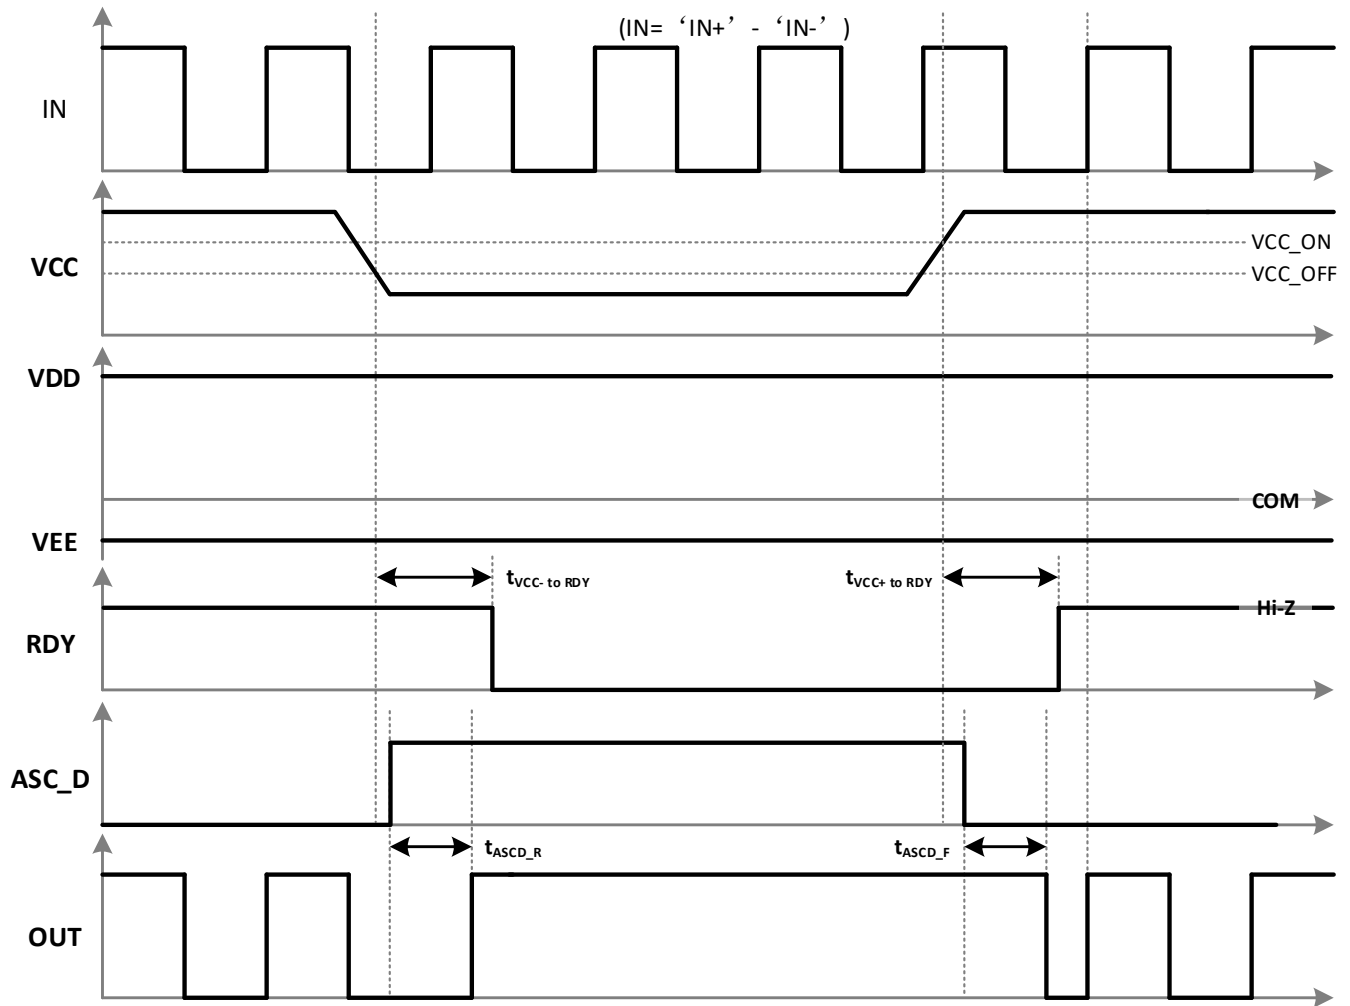 (IN= ‘IN+’ - ‘IN-’ )
IN
VCC_ON
VCC
VCC_OFF
VDD
COM
VEE
tVCC- to RDY
tVCC+ to RDY
Hi-Z
RDY
ASC_D
tASCD_R
tASCD_F
OUT